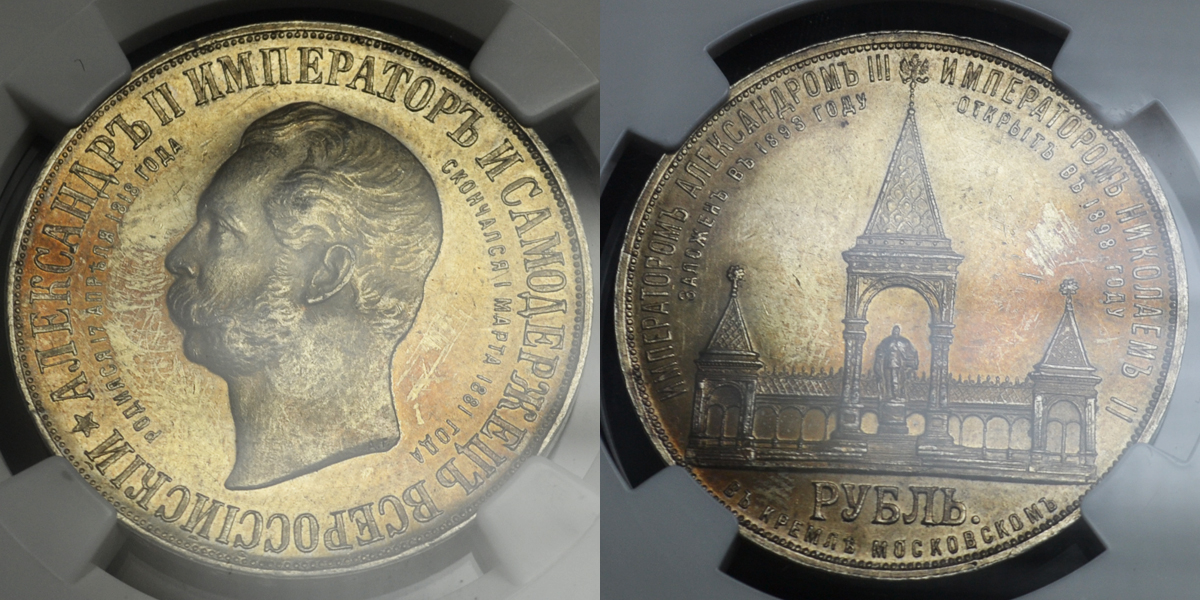 АЛЕКСАНДРЪ II ИМПЕРАТОРЪ И САМОДЕРЖЕЦЪ ВСЕРОССІЙСКІЙ
РОДИЛСЯ 17 АПРЕЛЯ 1818 ГОДА
СКОНЧАЛСЯ 1 МАРТА 1881 ГОДА
ИМПЕРАТОРОМЪ АЛЕКСАНДРОМЪ III
ЗАЛОЖЕНЪ ВЪ 1893 ГОДУ
ИМПЕРАТОРОМЪ НИКОЛАЕМЪ II
ОТКРЫТЪ ВЪ 1898 ГОДУ
РУБЛЬ.
ВЪ КРЕМЛѢ МОСКОВСКОМЪ